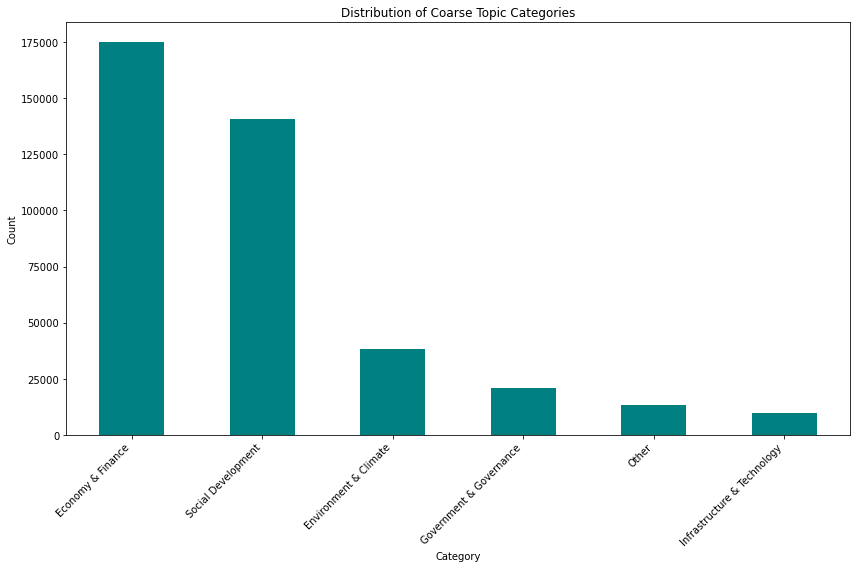 Distribution of Coarse Topic Categories
175000
150000
125000
100000
75000
50000
25000
0
Count
Economy & Finance
Social Development
Environment & Climate
Government & Governance
Other
Infrastructure & Technology
Category